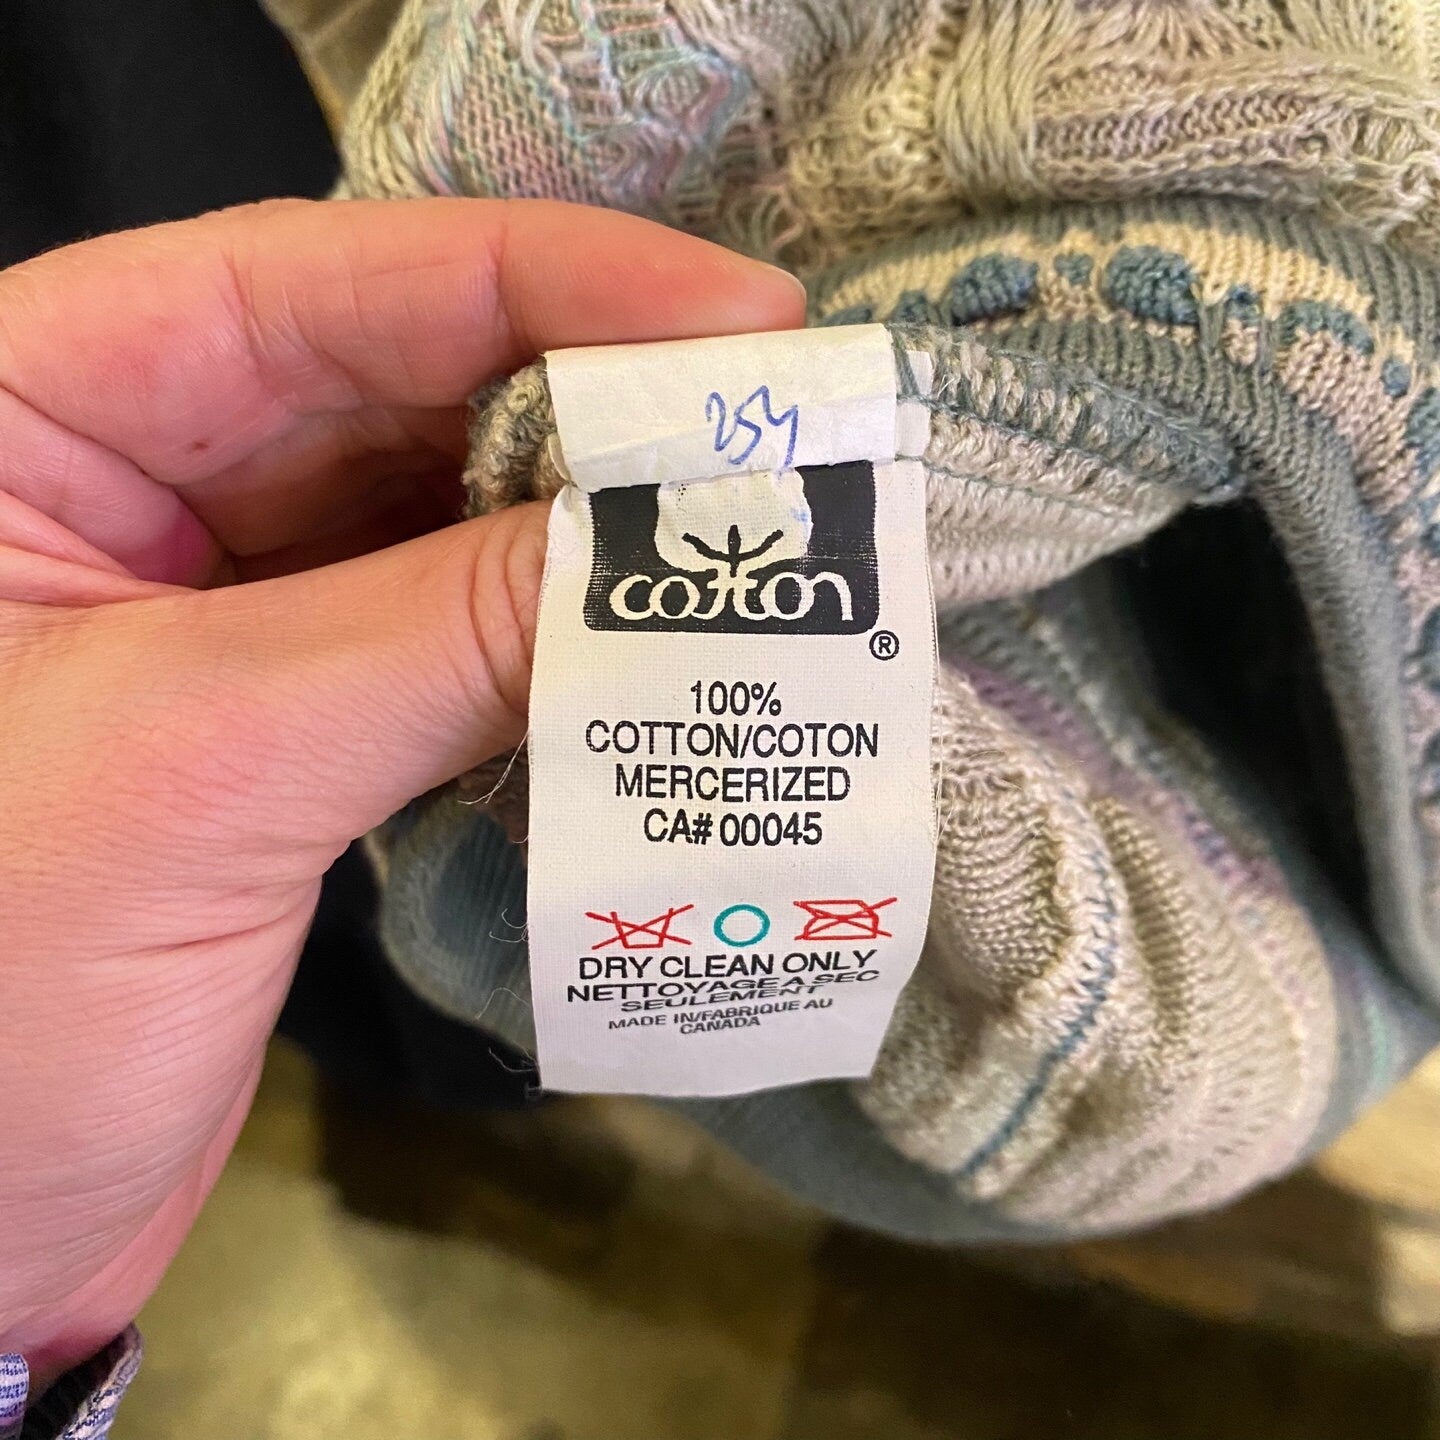 254
cotton
®
100%
COTTON/COTON
MERCERIZED
CA# 00045
DRY CLEAN ONLY
NETTOYAGE A SEC
SEULEMENT
MADE IN/FABRIQUE AU
CANADA